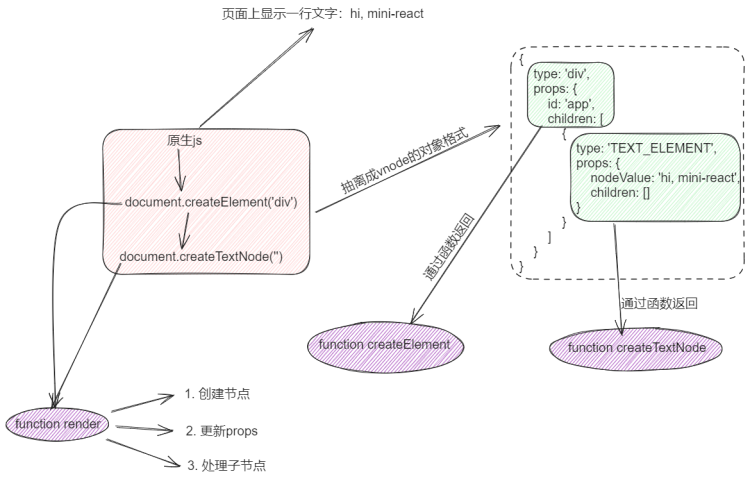 页面上显示一行文字：hi, mini-react
原生js
document.createElement('div')
document.createTextNode('')
抽离成vnode的对象格式
{
type: 'div',
props: {
id: 'app',
children: [
{
type: 'TEXT_ELEMENT',
props: {
nodeValue: 'hi, mini-react',
children: []
}
}
]
}
}
通过函数返回
通过函数返回
function createElement
function createTextNode
function render
1. 创建节点
2. 更新props
3. 处理子节点